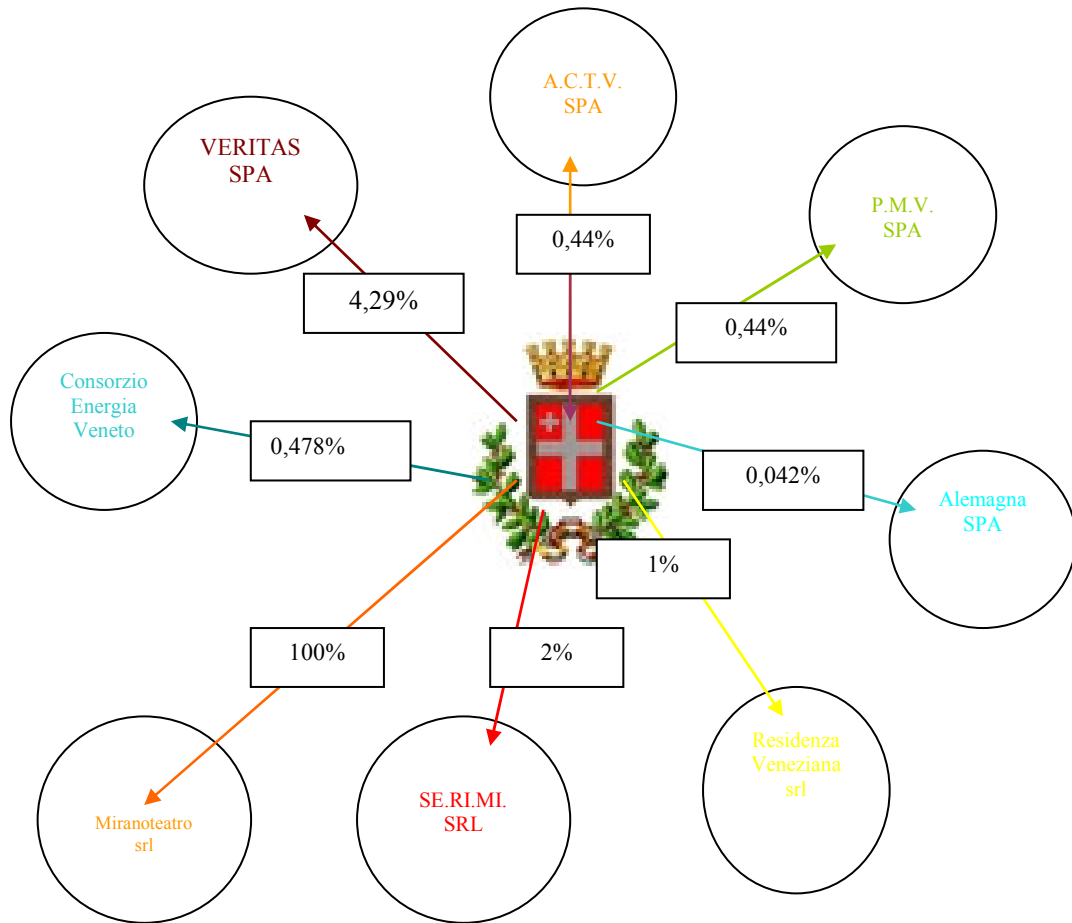 A.C.T.V.
SPA
VERITAS
SPA
P.M.V.
SPA
0,44%
4,29%
0,44%
Consorzio
Energia
Veneto
0,478%
0,042%
Alemagna
SPA
1%
100%
2%
Residenza
Veneziana
srl
SE.RI.MI.
SRL
Miranoteatro
srl